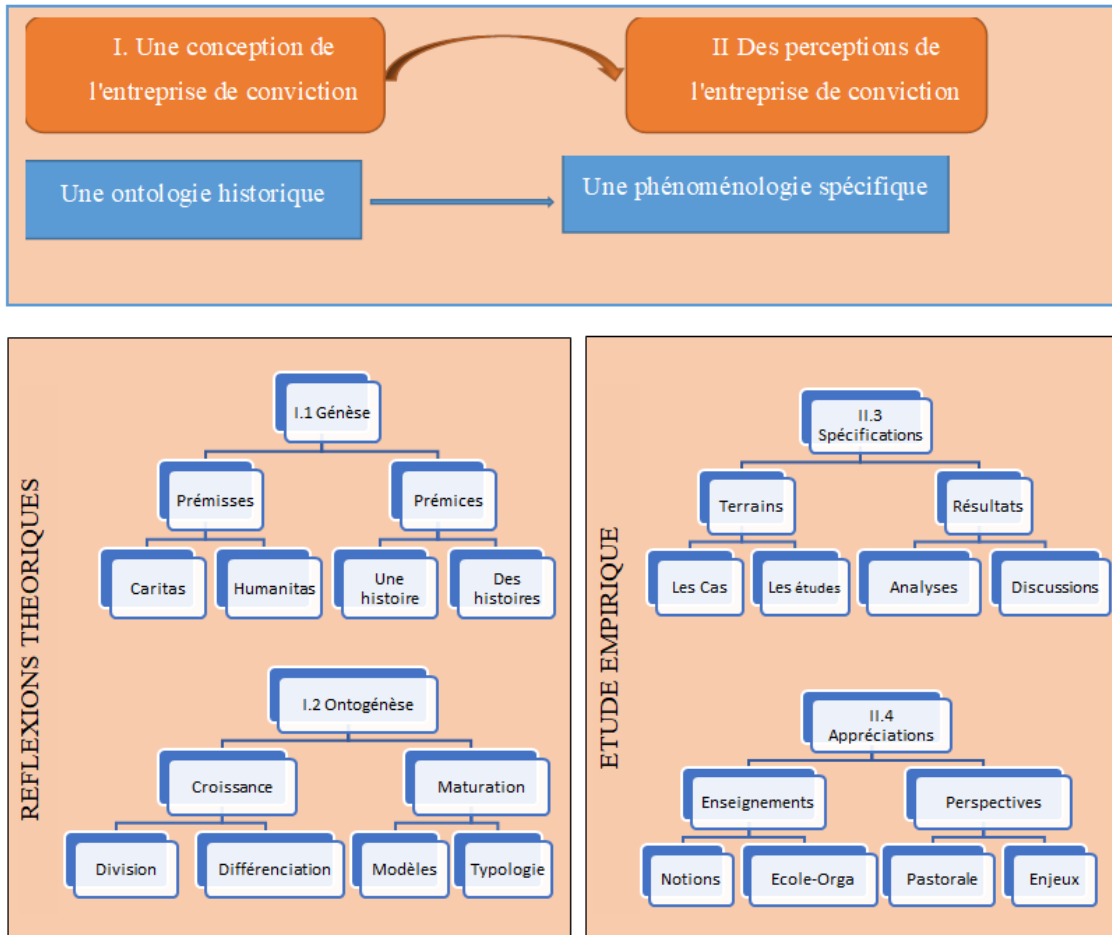 I. Une conception de
l'entreprise de conviction
II Des perceptions de
l'entreprise de conviction
Une ontologie historique
Une phénoménologie spécifique
REFLEXIONS THEORIQUES
I.1 Génèse
Prémisses
Prémices
Caritas
Humanitas
Une
histoire
Des
histoires
I.2 Ontogénèse
Croissance
Maturation
Division
Différenciation
Modèles
Typologie
ETUDE EMPIRIQUE
II.3
Spécifications
Terrains
Résultats
Les Cas
Les études
Analyses
Discussions
II.4
Appréciations
Enseignements
Perspectives
Notions
Ecole-Orga
Pastorale
Enjeux